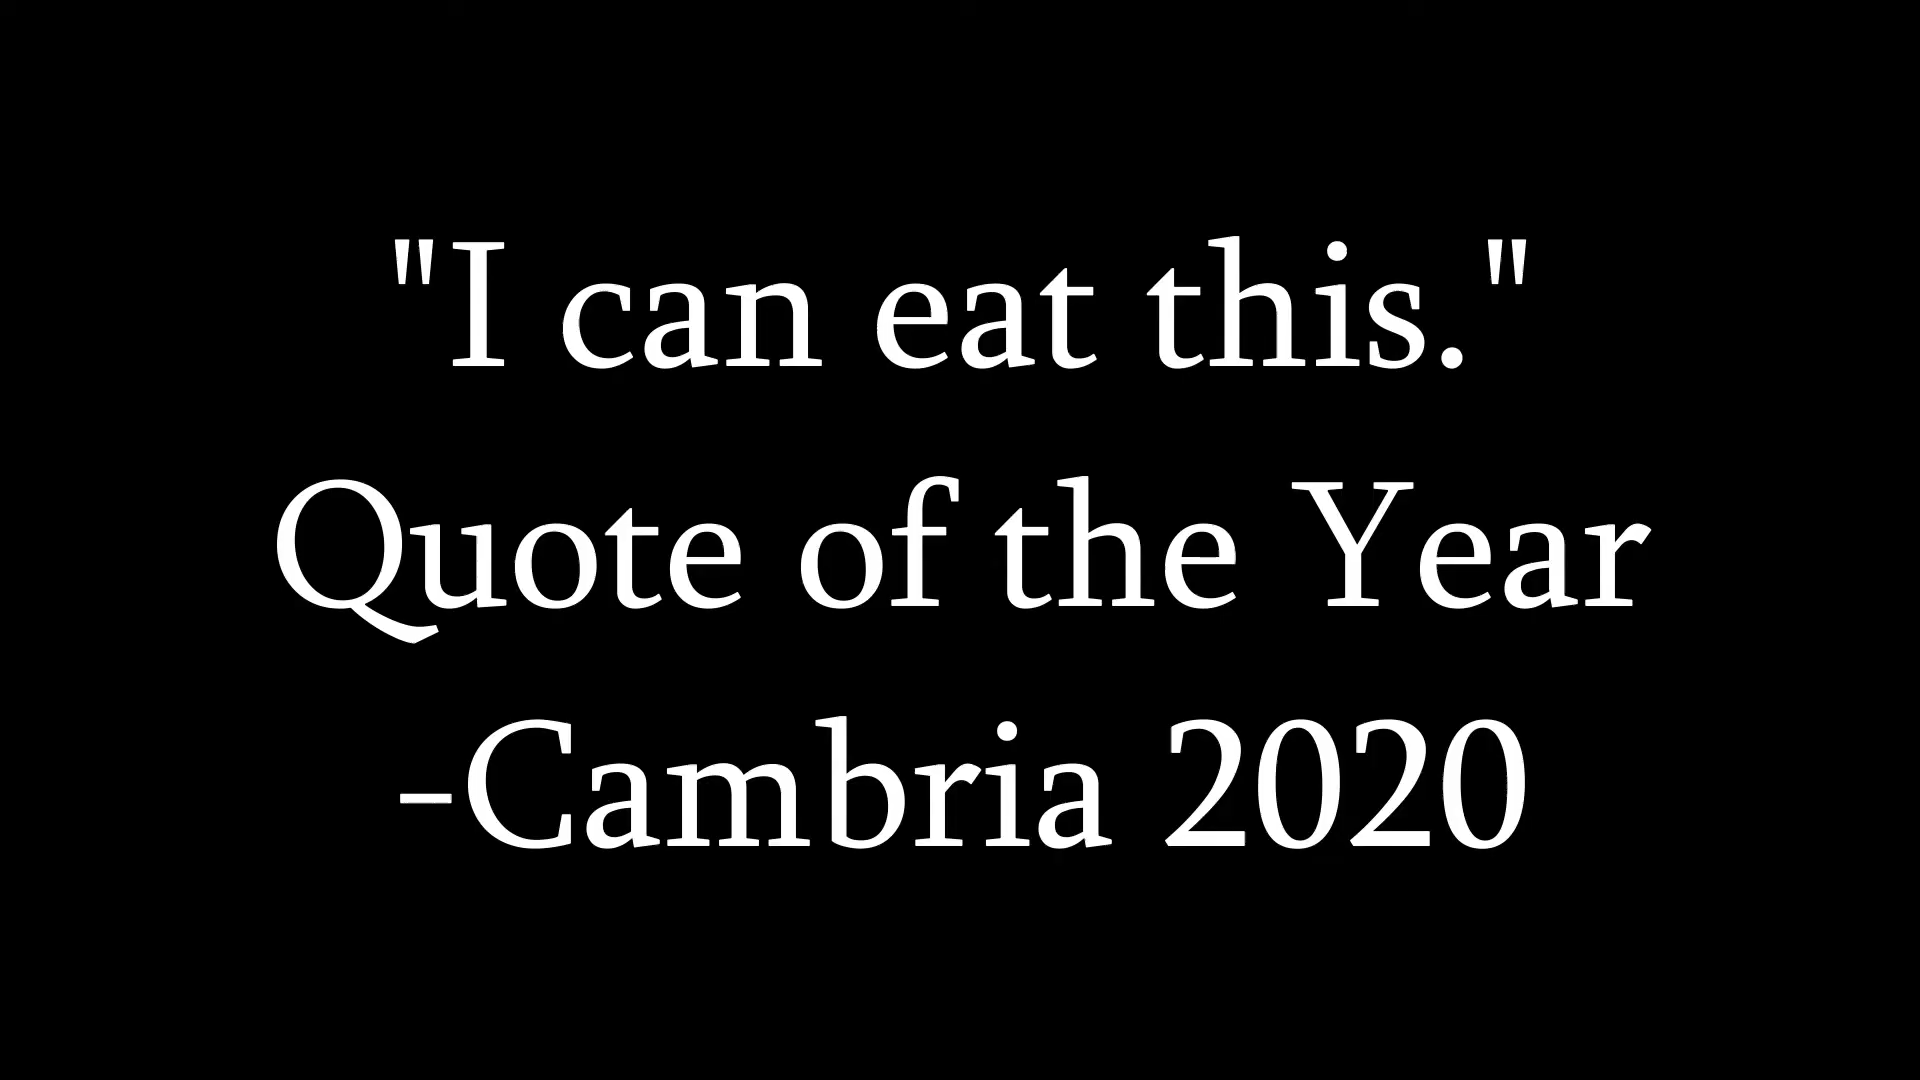 "I can eat this."
Quote of the Year
-Cambria 2020